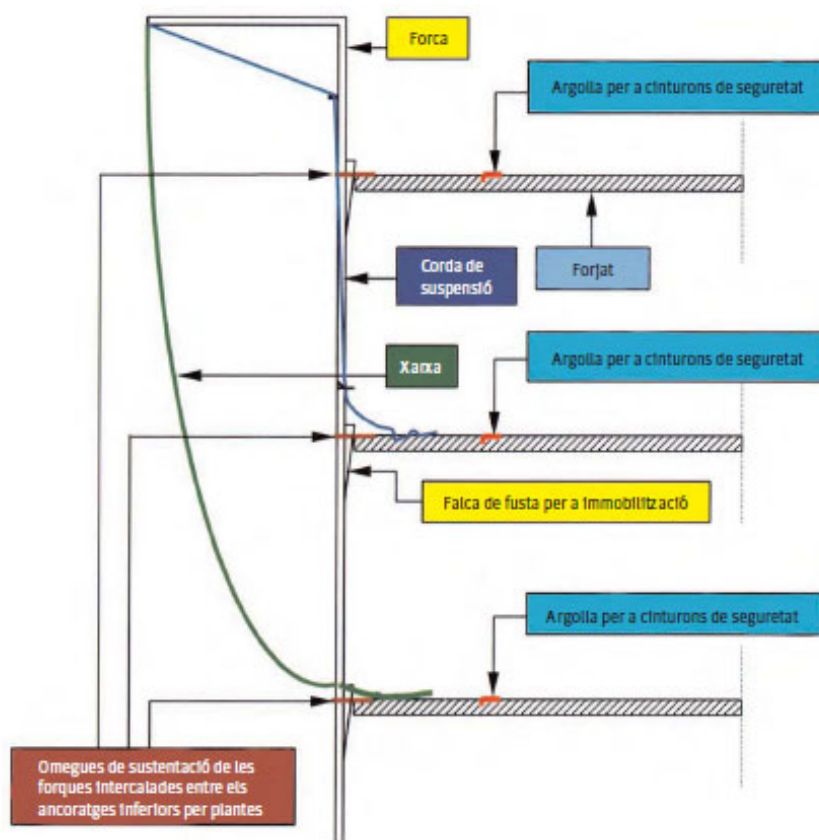 Forca
Argolla per a cinturons de seguretat
Corda de
suspensió
Forjat
Xarxa
Argolla per a cinturons de seguretat
Falca de fusta per a immobilització
Argolla per a cinturons de seguretat
Omegues de sustentació de les
forques intercalades entre els
ancoratges inferiors per plantes